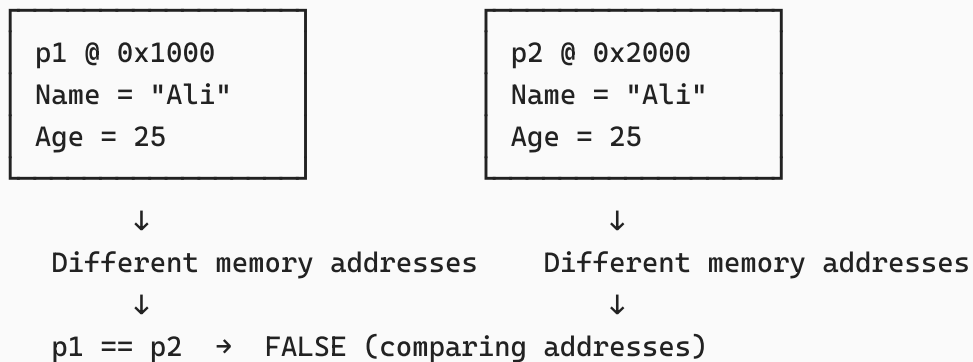 p1 @ 0x1000 p2 @ 0x2000
Name = "Ali" Name = "Ali"
Age = 25 Age = 25
↓ ↓
Different memory addresses Different memory addresses
↓ ↓
p1 == p2 → FALSE (comparing addresses)